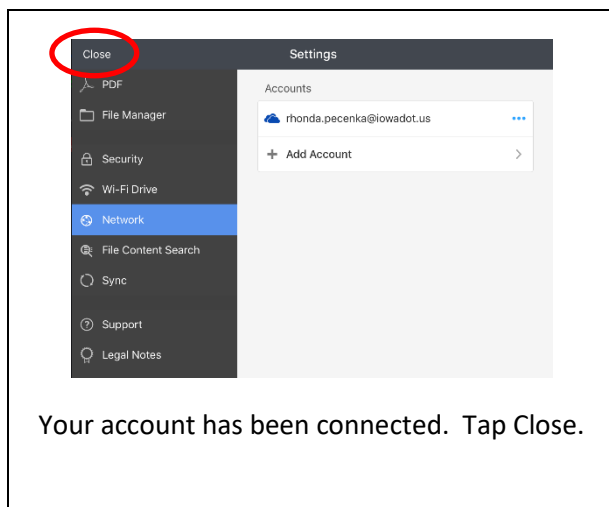 Close
Settings
PDF
File Manager
Security
Wi-Fi Drive
Network
File Content Search
Sync
Support
Legal Notes
Accounts
rhonda.pecenka@iowadot.us
Add Account
Your account has been connected.  Tap Close.